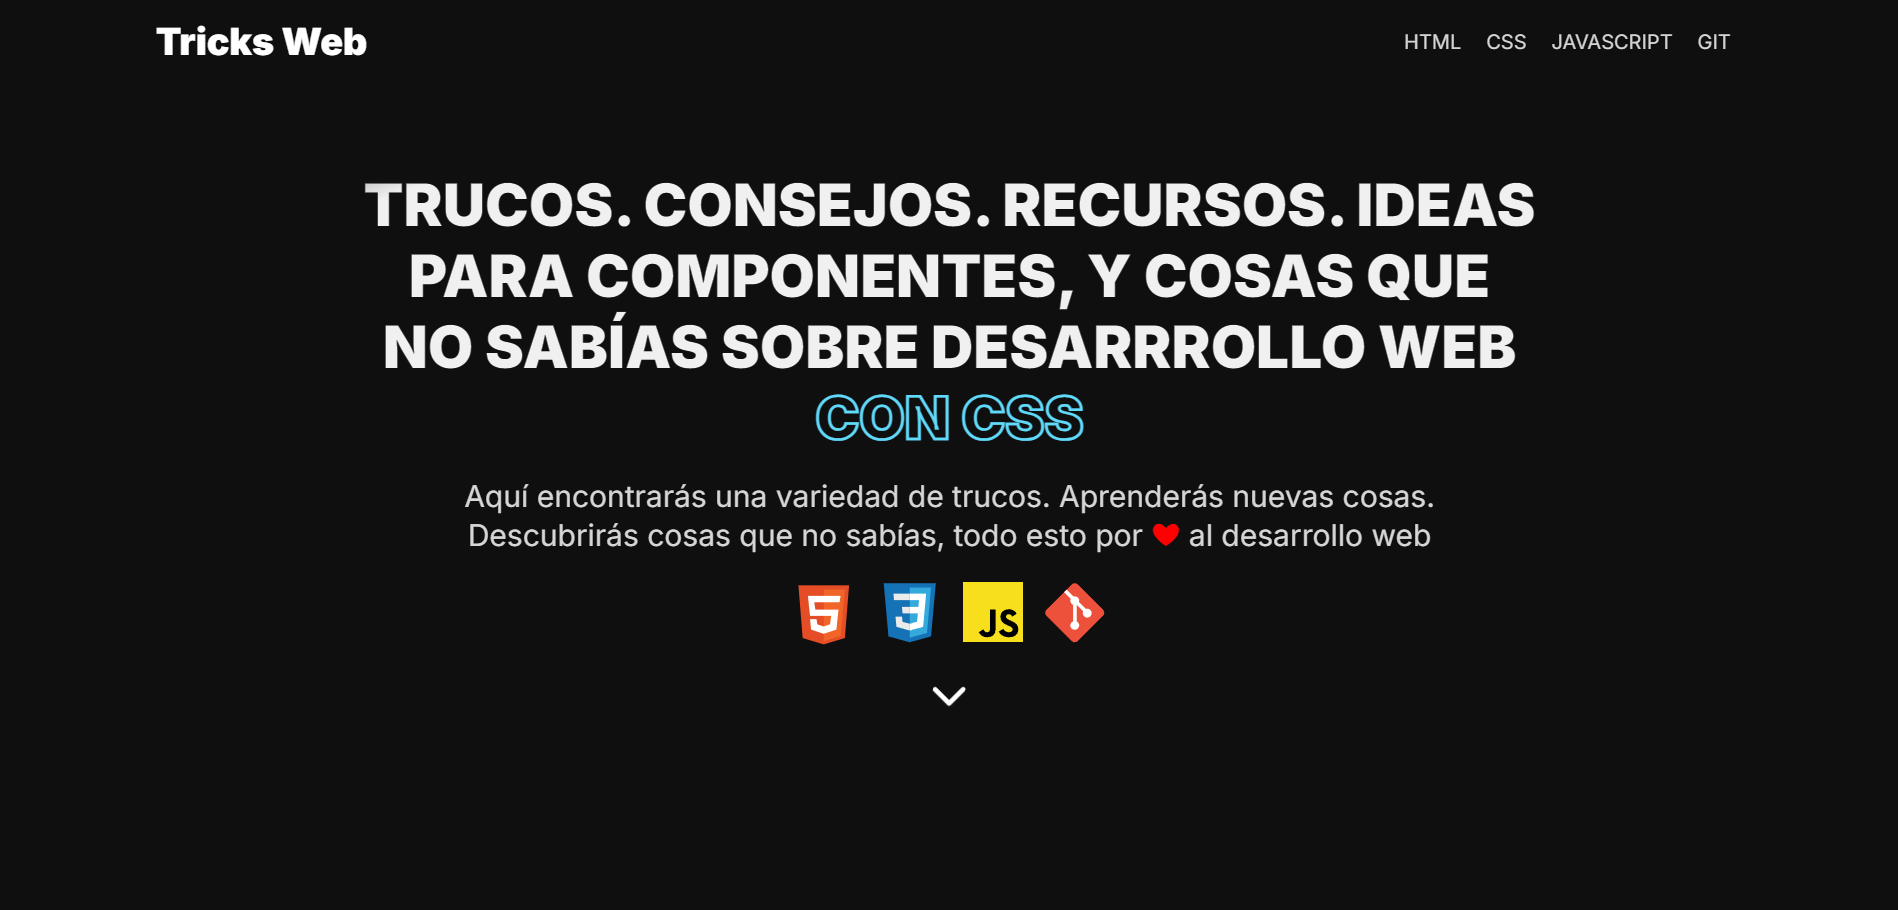 Tricks Web
HTML CSS JAVASCRIPT GIT
TRUCOS. CONSEJOS. RECURSOS. IDEAS
PARA COMPONENTES, Y COSAS QUE
NO SABÍAS SOBRE DESARRROLLO WEB
CON CSS
Aquí encontrarás una variedad de trucos. Aprenderás nuevas cosas.
Descubrirás cosas que no sabías, todo esto por ❤ al desarrollo web
5 3 JS